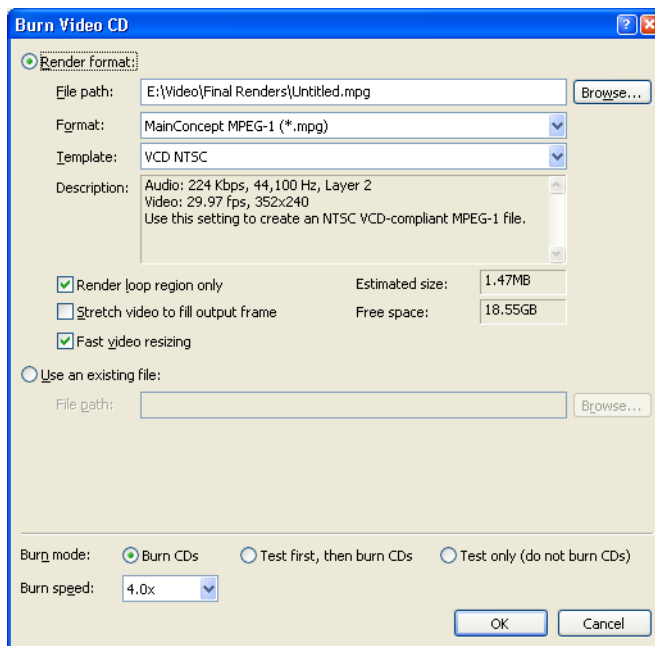 Burn Video CD
Render format:
File path: E:\Video\Final Renders\Untitled.mpg Browse...
Format: MainConcept MPEG-1 (*.mpg)
Template: VCD NTSC
Description: Audio: 224 Kbps, 44,100 Hz, Layer 2
Video: 29.97 fps, 352x240
Use this setting to create an NTSC VCD-compliant MPEG-1 file.
Render loop region only Estimated size: 1.47MB
Stretch video to fill output frame Free space: 18.55GB
Fast video resizing
Use an existing file:
File path: Browse...
Burn mode: Burn CDs Test first, then burn CDs Test only (do not burn CDs)
Burn speed: 4.0x
OK Cancel